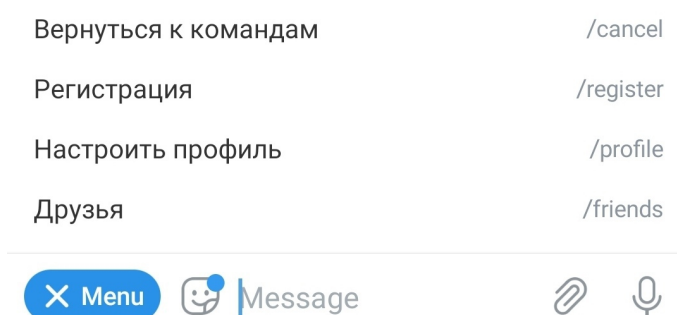 Вернуться к командам /cancel
Регистрация /register
Настроить профиль /profile
Друзья /friends
Menu Message